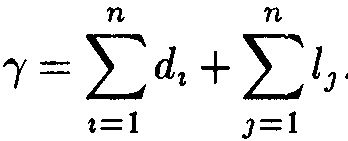 γ = ∑_{i=1}^{n} d_i + ∑_{j=1}^{n} l_j.